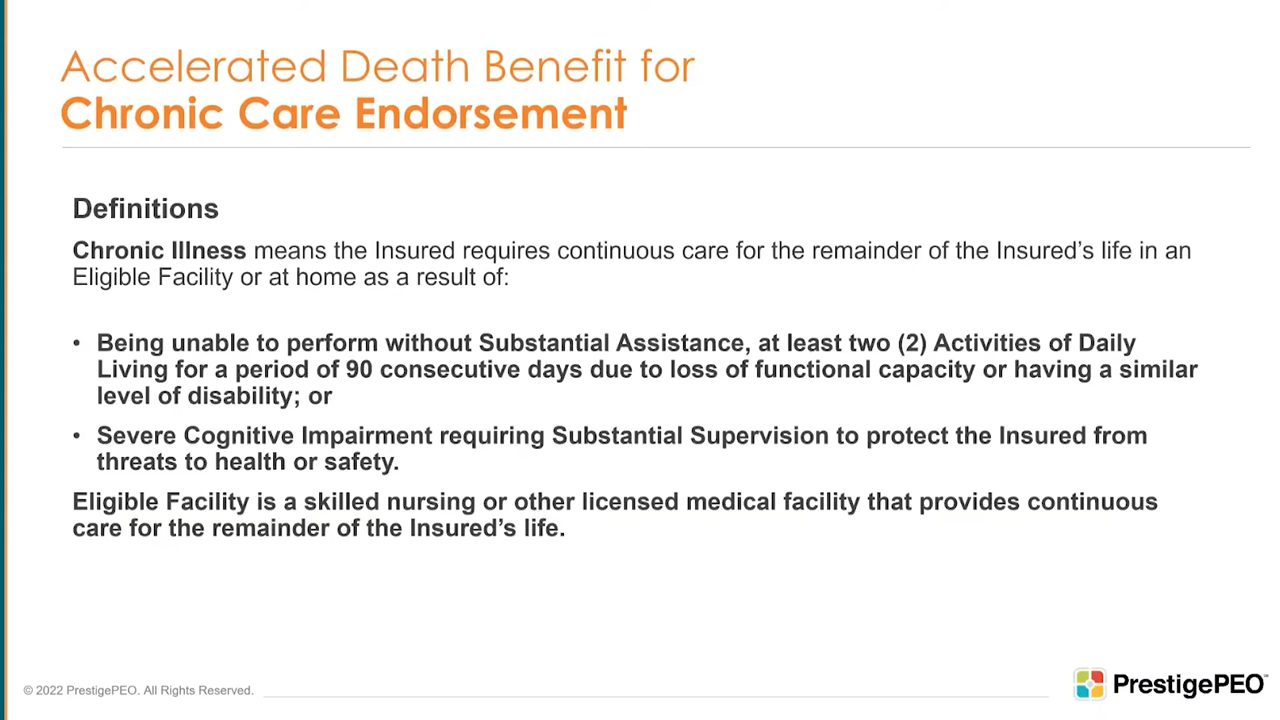 Accelerated Death Benefit for
Chronic Care Endorsement
Definitions
Chronic Illness means the Insured requires continuous care for the remainder of the Insured’s life in an
Eligible Facility or at home as a result of:
• Being unable to perform without Substantial Assistance, at least two (2) Activities of Daily
Living for a period of 90 consecutive days due to loss of functional capacity or having a similar
level of disability; or
• Severe Cognitive Impairment requiring Substantial Supervision to protect the Insured from
threats to health or safety.
Eligible Facility is a skilled nursing or other licensed medical facility that provides continuous
care for the remainder of the Insured’s life.
© 2022 PrestigePEO. All Rights Reserved.
PrestigePEO™